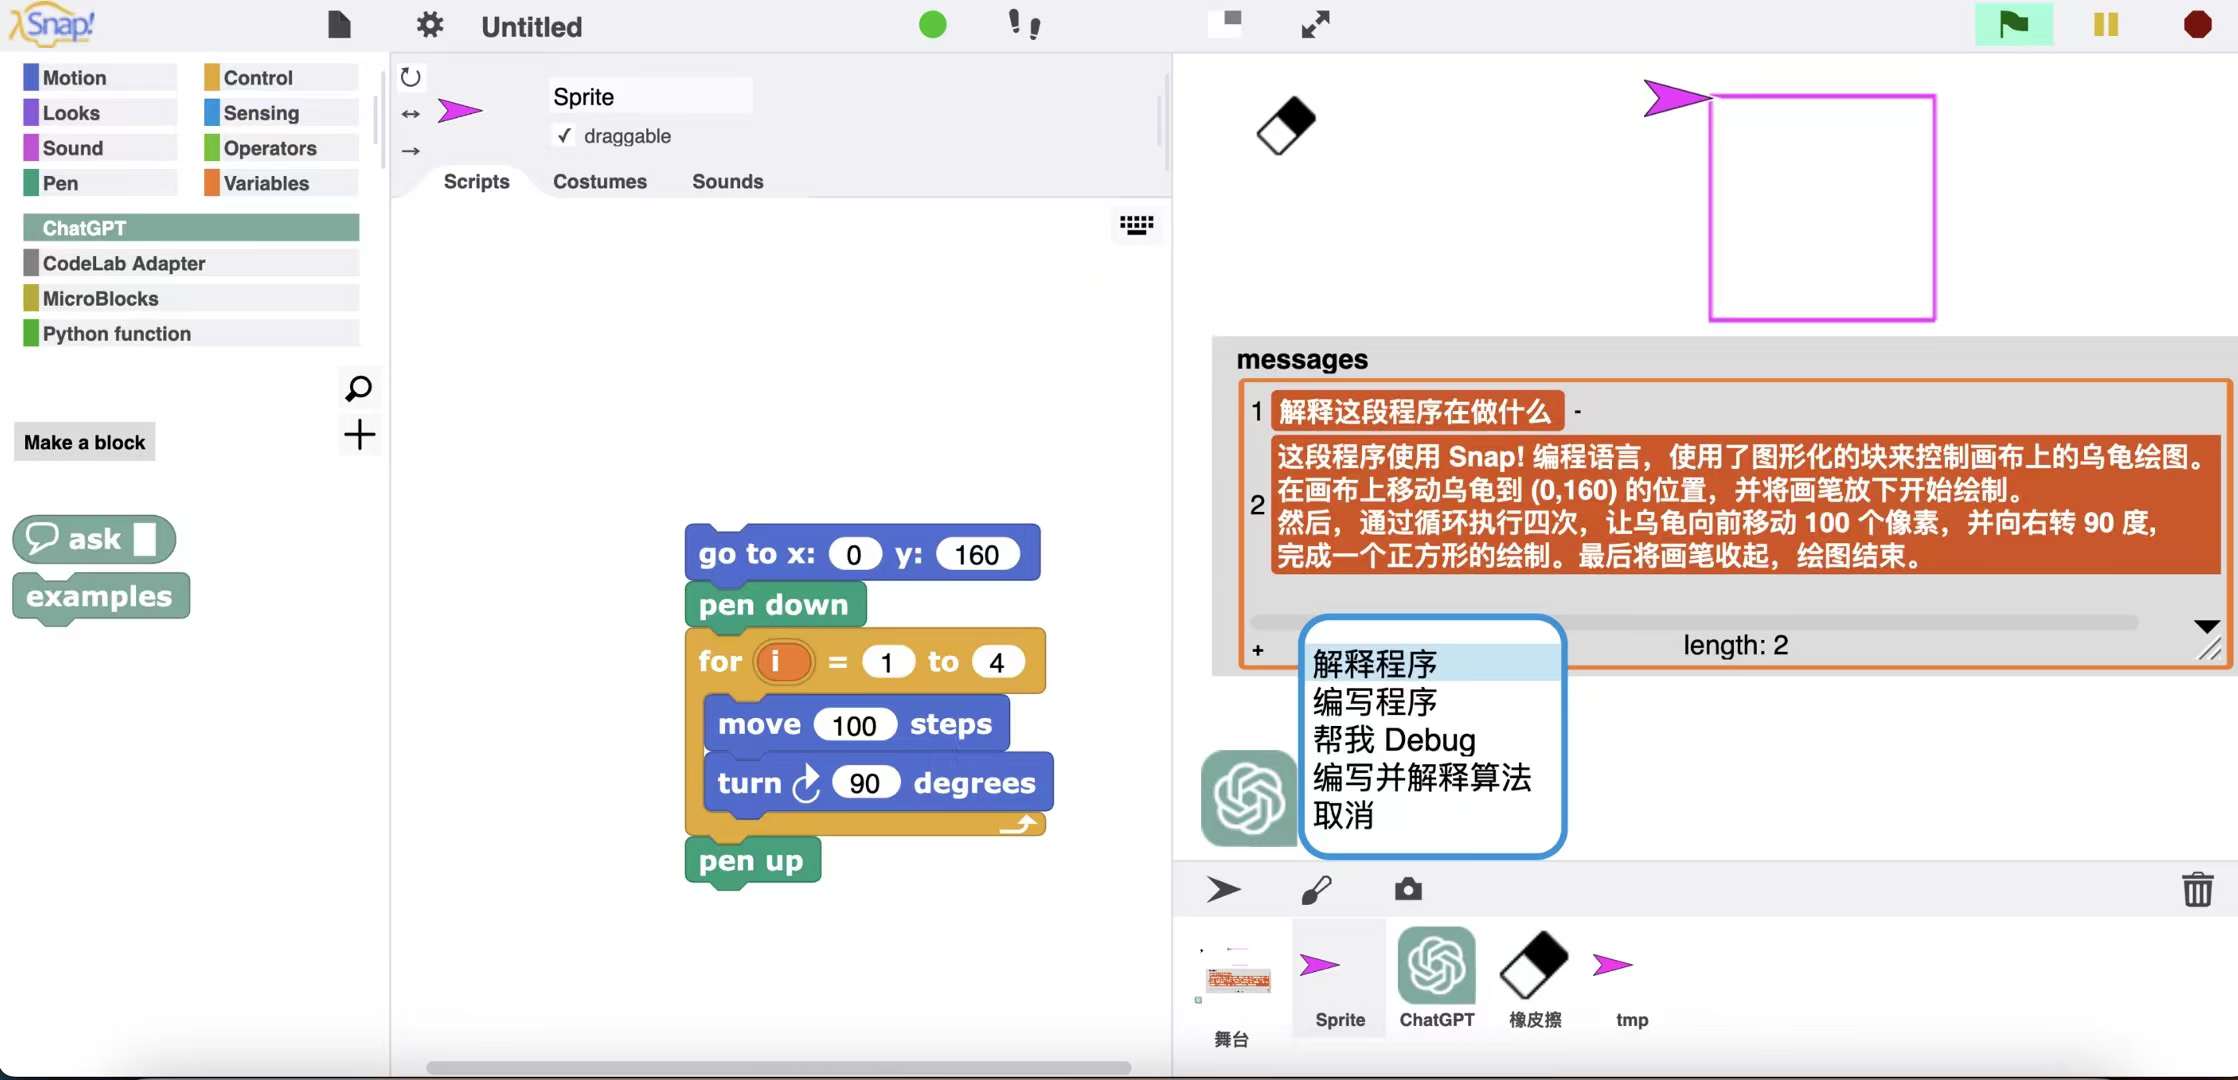 Snap!
Untitled
Motion
Control
Looks
Sensing
Sound
Operators
Pen
Variables
ChatGPT
CodeLab Adapter
MicroBlocks
Python function
Make a block
ask
examples
Sprite
draggable
Scripts
Costumes
Sounds
go to x: 0 y: 160
pen down
for i = 1 to 4
move 100 steps
turn 90 degrees
pen up
messages
1 解释这段程序在做什么 -
这段程序使用 Snap! 编程语言，使用了图形化的块来控制画布上的乌龟绘图。
在画布上移动乌龟到 (0,160) 的位置，并将画笔放下开始绘制。
2
然后，通过循环执行四次，让乌龟向前移动 100 个像素，并向右转 90 度，
完成一个正方形的绘制。最后将画笔收起，绘图结束。
+
length: 2
解释程序
编写程序
帮我 Debug
编写并解释算法
取消
舞台
Sprite
ChatGPT
橡皮擦
tmp